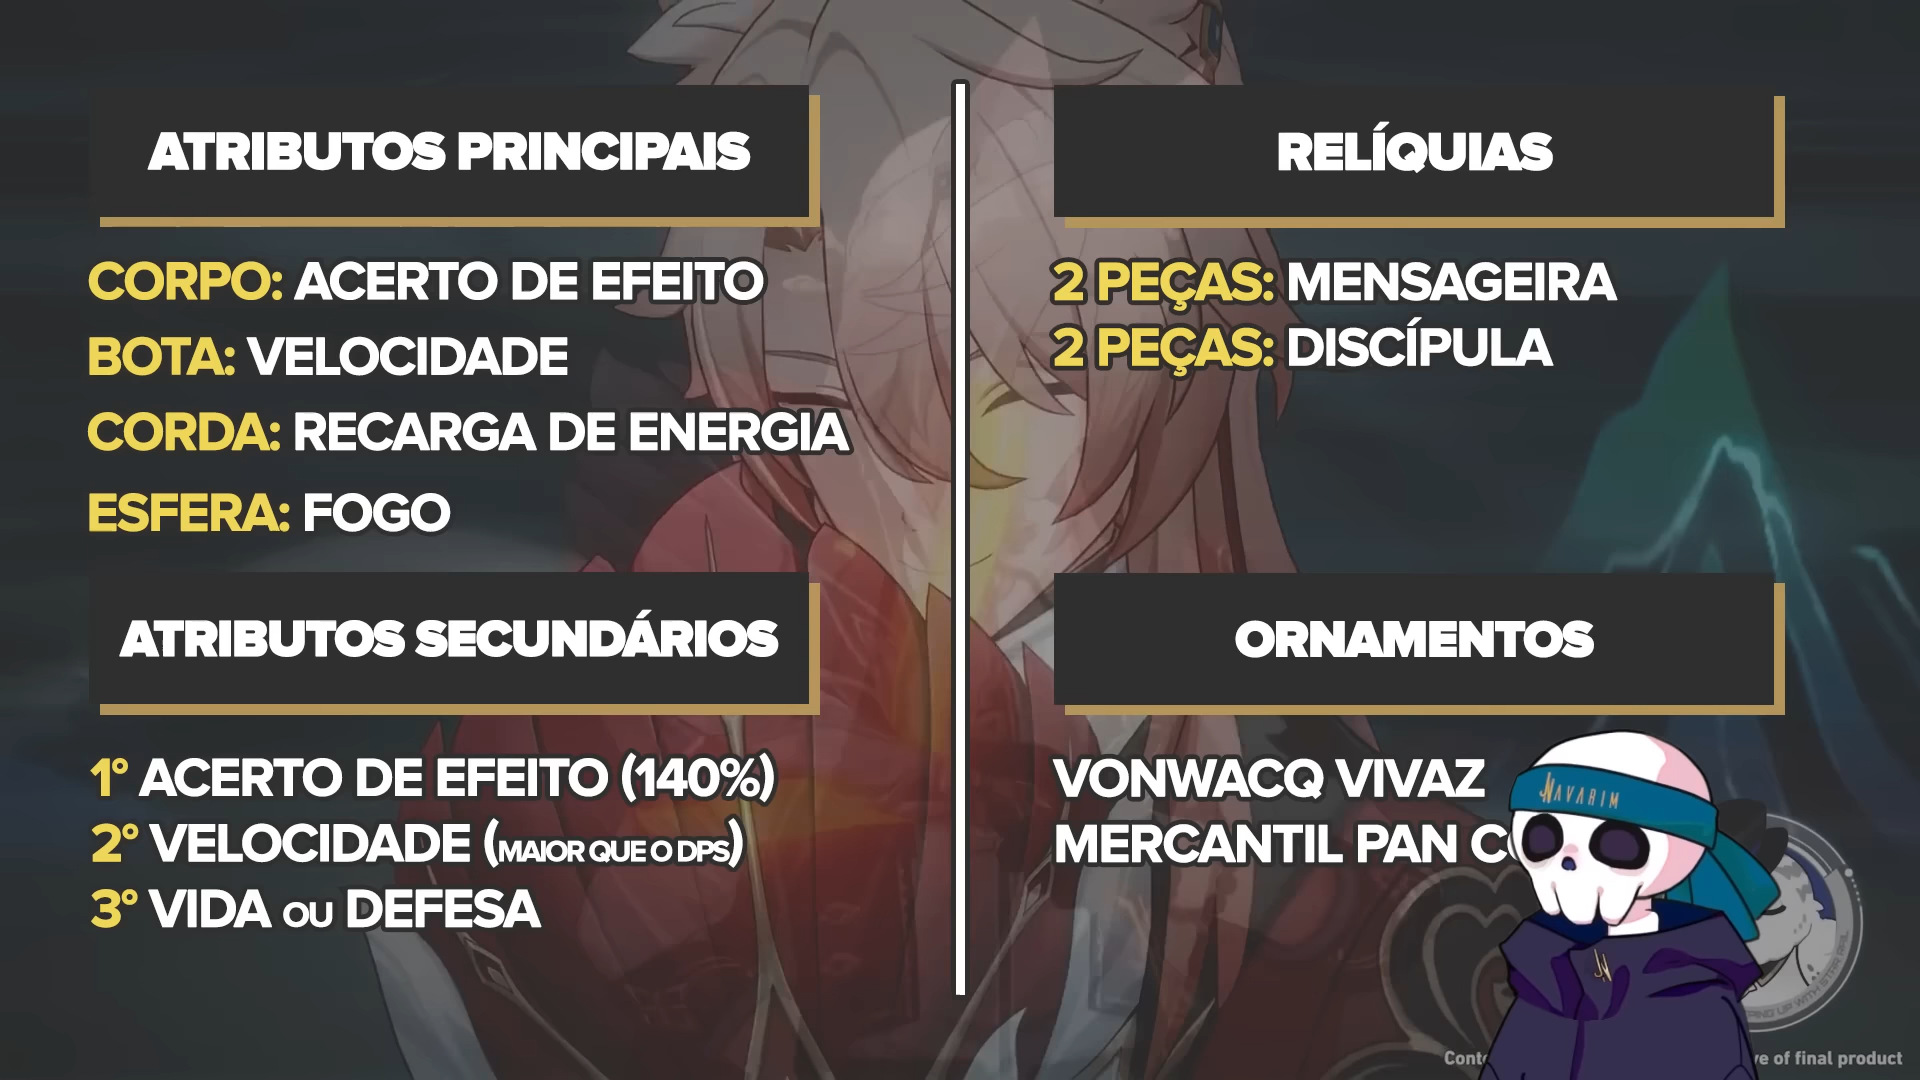 ATRIBUTOS PRINCIPAIS
CORPO: ACERTO DE EFEITO
BOTA: VELOCIDADE
CORDA: RECARGA DE ENERGIA
ESFERA: FOGO
ATRIBUTOS SECUNDÁRIOS
1° ACERTO DE EFEITO (140%)
2° VELOCIDADE (MAIOR QUE O DPS)
3° VIDA OU DEFESA
RELÍQUIAS
2 PEÇAS: MENSAGEIRA
2 PEÇAS: DISCÍPULA
ORNAMENTOS
VONWACQ VIVAZ
MERCANTIL PAN
NAVARIM
of final product